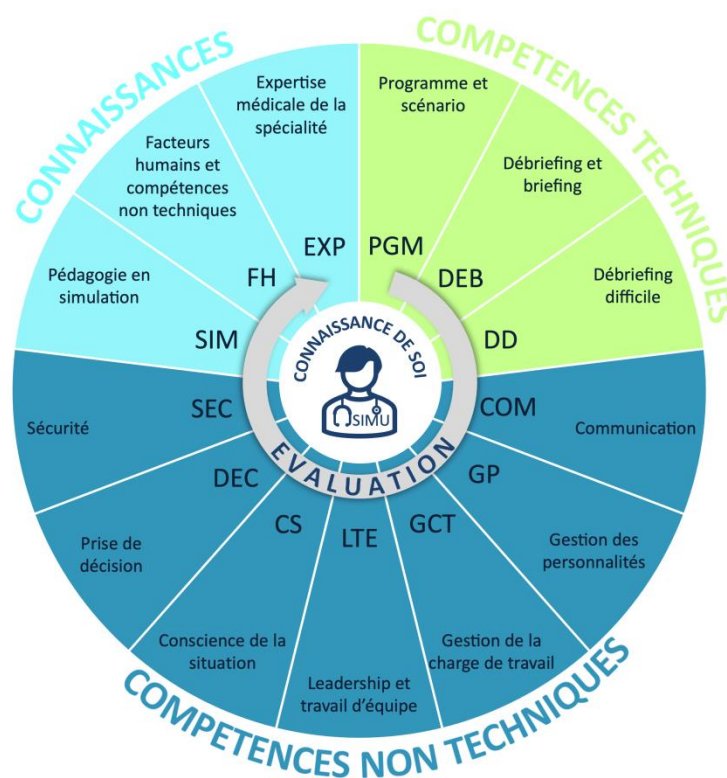 CONNAISSANCES
COMPETENCES TECHNIQUES
Expertise
médicale de la
spécialité
EXP
Programme et
scénario
PGM
Facteurs
humains et
compétences
non techniques
FH
Débriefing et
briefing
DEB
Pédagogie en
simulation
SIM
Débriefing
difficile
DD
CONNAISSANCE DE SOI
SIMU
EVALUATION
Sécurité
SEC
COM
Communication
Prise de
décision
DEC
GP
Gestion des
personnalités
Conscience de la
situation
CS
LTE
Leadership et
travail d'équipe
GCT
Gestion de la
charge de travail
COMPETENCES NON TECHNIQUES